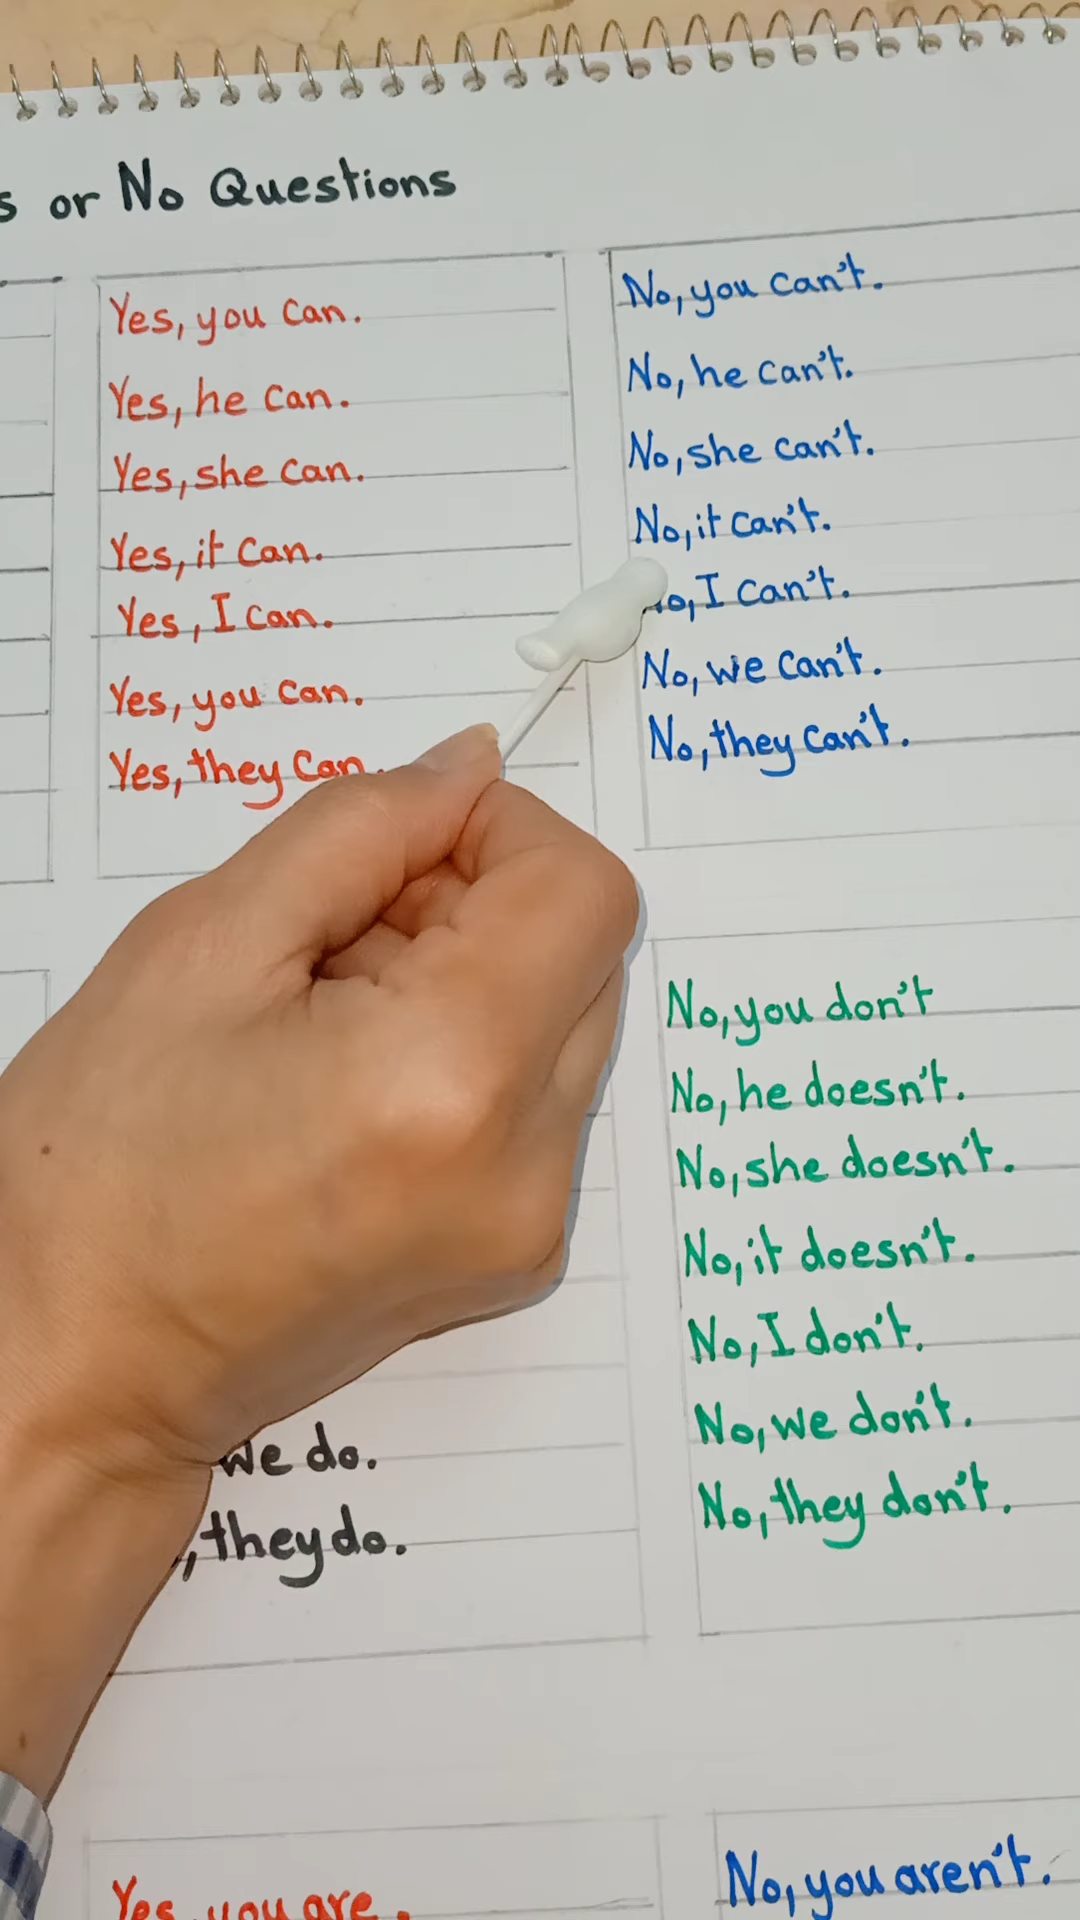 or No Questions
Yes, you can.
Yes, he can.
Yes, she can.
Yes, it can.
Yes, I can.
Yes, you can.
Yes, they can.
No, you can't.
No, he can't.
No, she can't.
No, it can't.
I can't.
No, we can't.
No, they can't.
we do.
, they do.
No, you don't
No, he doesn't.
No, she doesn't.
No, it doesn't.
No, I don't.
No, we don't.
No, they don't.
Yes, you are.
No, you aren't.